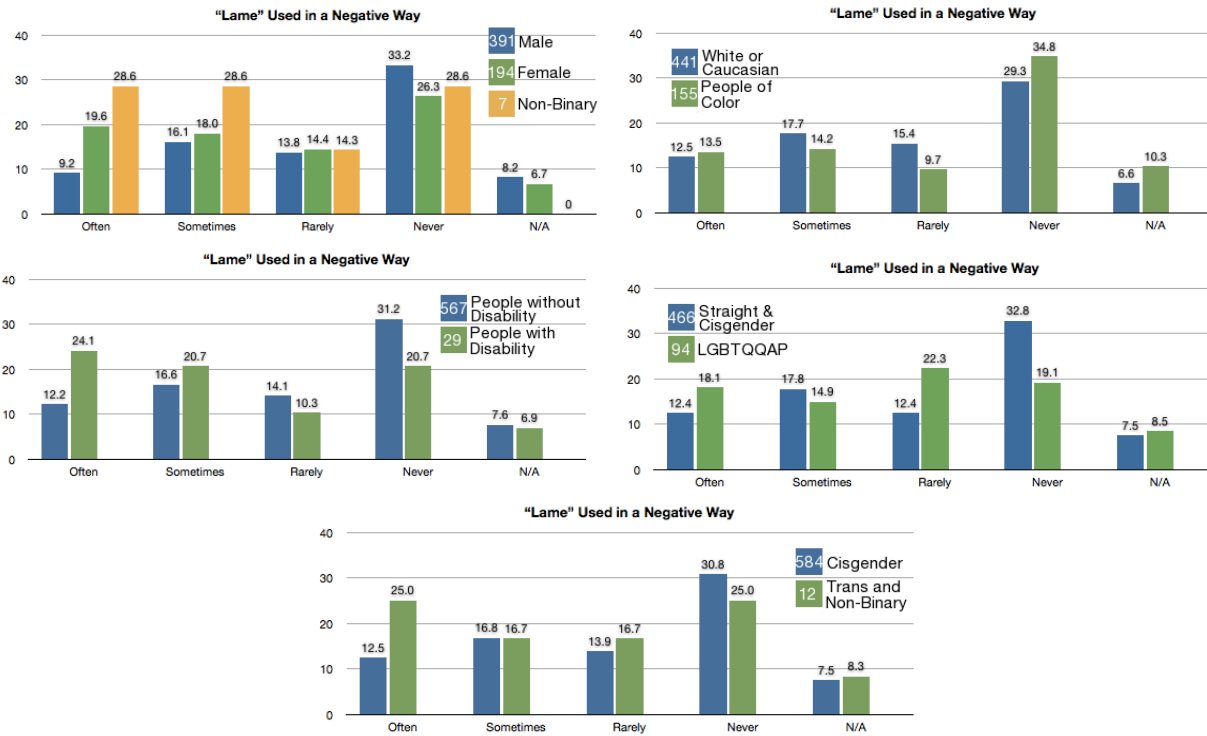 “Lame” Used in a Negative Way
40
30
20
10
0
391 Male
194 Female
7 Non-Binary
9.2 19.6 28.6
16.1 18.0 28.6
13.8 14.4 14.3
33.2 26.3 28.6
8.2 6.7 0
Often Sometimes Rarely Never N/A
“Lame” Used in a Negative Way
40
30
20
10
0
441 White or
Caucasian
155 People of
Color
12.5 13.5
17.7 14.2
15.4 9.7
29.3 34.8
6.6 10.3
Often Sometimes Rarely Never N/A
“Lame” Used in a Negative Way
40
30
20
10
0
567 People without
Disability
29 People with
Disability
12.2 24.1
16.6 20.7
14.1 10.3
31.2 20.7
7.6 6.9
Often Sometimes Rarely Never N/A
“Lame” Used in a Negative Way
40
30
20
10
0
466 Straight &
Cisgender
94 LGBTQQAP
12.4 18.1
17.8 14.9
12.4 22.3
32.8 19.1
7.5 8.5
Often Sometimes Rarely Never N/A
“Lame” Used in a Negative Way
40
30
20
10
0
584 Cisgender
12 Trans and
Non-Binary
12.5 25.0
16.8 16.7
13.9 16.7
30.8 25.0
7.5 8.3
Often Sometimes Rarely Never N/A